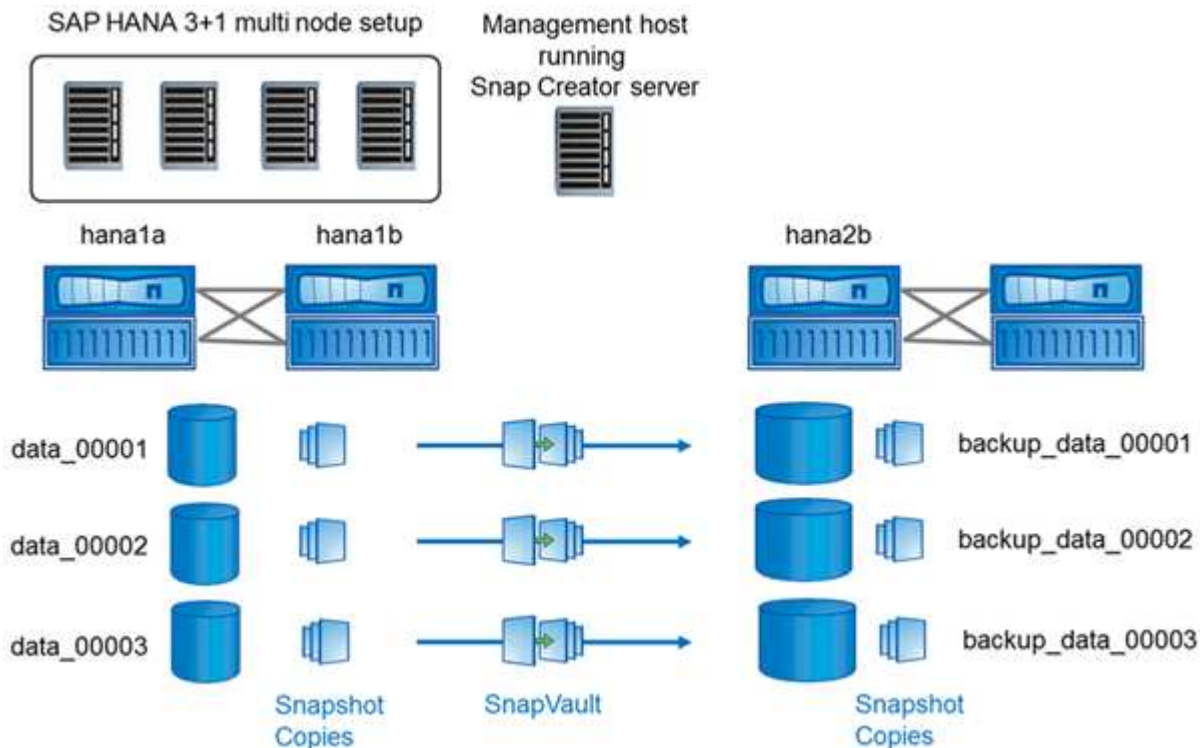 SAP HANA 3+1 multi node setup
Management host
running
Snap Creator server
hana1a
hana1b
hana2b
data_00001
backup_data_00001
data_00002
backup_data_00002
data_00003
backup_data_00003
Snapshot
Copies
SnapVault
Snapshot
Copies